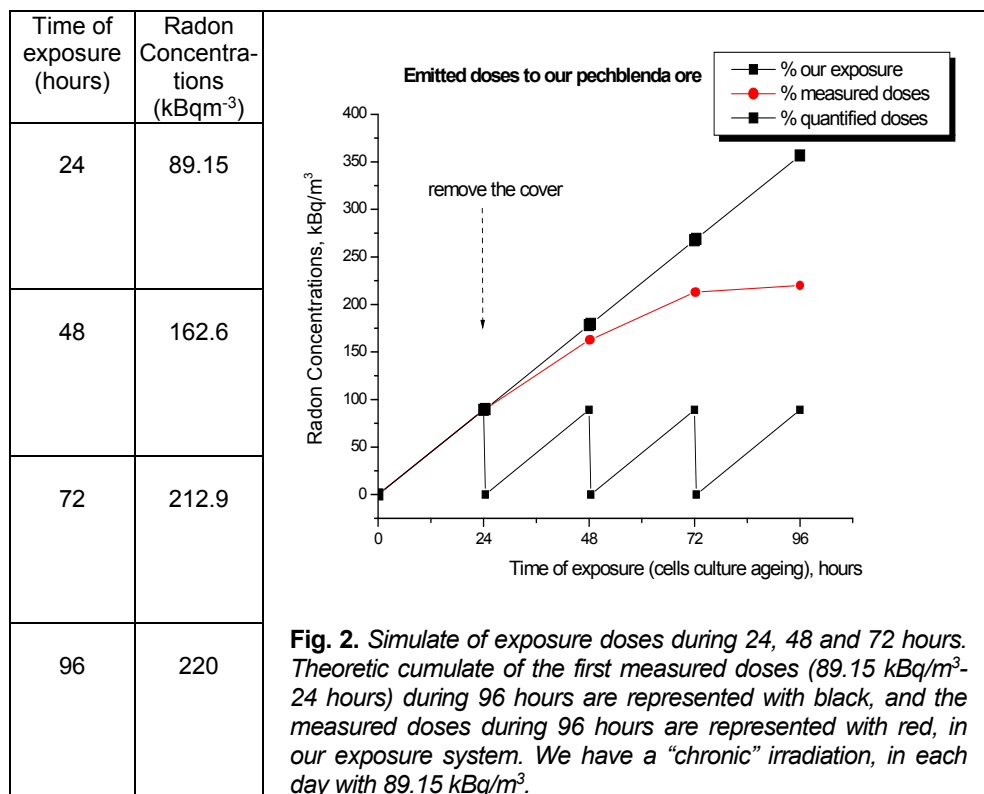 Time of
exposure
(hours)
Radon
Concentra-
tions
(kBqm-3)
24
89.15
48
162.6
72
212.9
96
220
Emitted doses to our pechblenda ore
% our exposure
% measured doses
% quantified doses
remove the cover
Radon Concentrations, kBq/m3
400
350
300
250
200
150
100
50
0
0 24 48 72 96
Time of exposure (cells culture ageing), hours
Fig. 2. Simulate of exposure doses during 24, 48 and 72 hours.
Theoretic cumulate of the first measured doses (89.15 kBq/m3-
24 hours) during 96 hours are represented with black, and the
measured doses during 96 hours are represented with red, in
our exposure system. We have a “chronic” irradiation, in each
day with 89.15 kBq/m3.